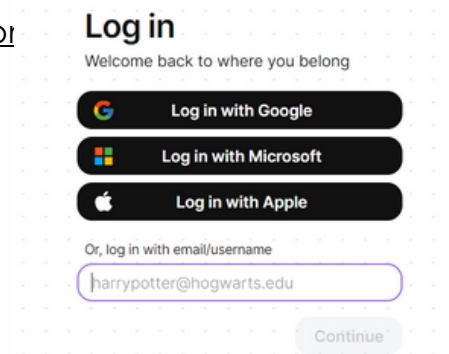 Log in
Welcome back to where you belong
Log in with Google
Log in with Microsoft
Log in with Apple
Or, log in with email/username
harrypotter@hogwarts.edu
Continue